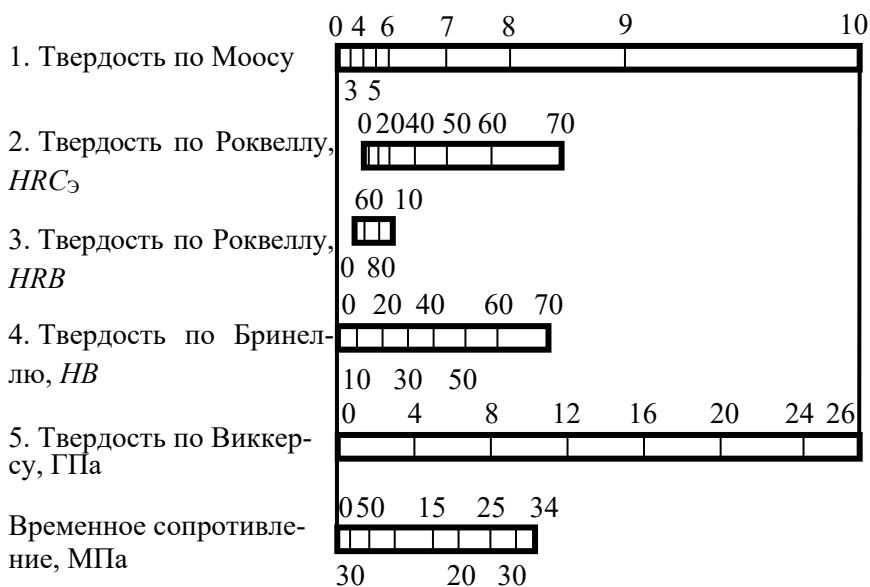 0 4 6 7 8 9 10
1. Твердость по Моосу
3 5
0 20 40 50 60 70
2. Твердость по Роквеллу,
HRCЭ
60 10
3. Твердость по Роквеллу,
0 80
HRB
0 20 40 60 70
4. Твердость по Бринел-
лю, HB
10 30 50
0 4 8 12 16 20 24 26
5. Твердость по Виккер-
су, ГПа
0 50 15 25 34
Временное сопротивле-
ние, МПа
30 20 30